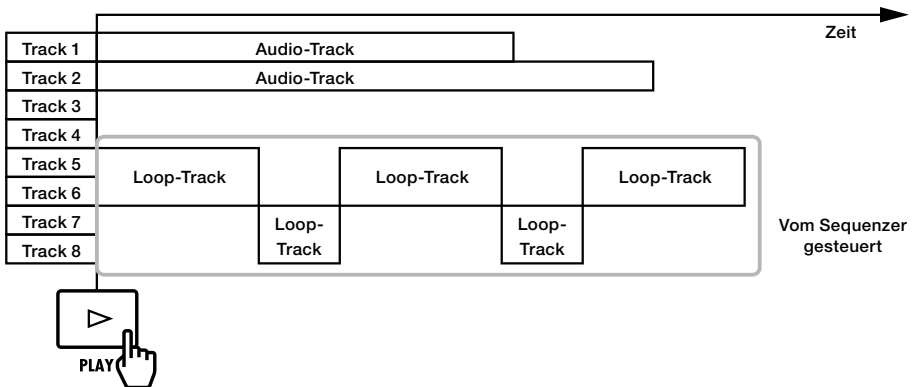 Zeit
Track 1
Audio-Track
Track 2
Audio-Track
Track 3
Track 4
Track 5
Track 6
Loop-Track
Loop-Track
Loop-Track
Track 7
Track 8
Loop-
Track
Loop-
Track
Vom Sequenzer
gesteuert
PLAY